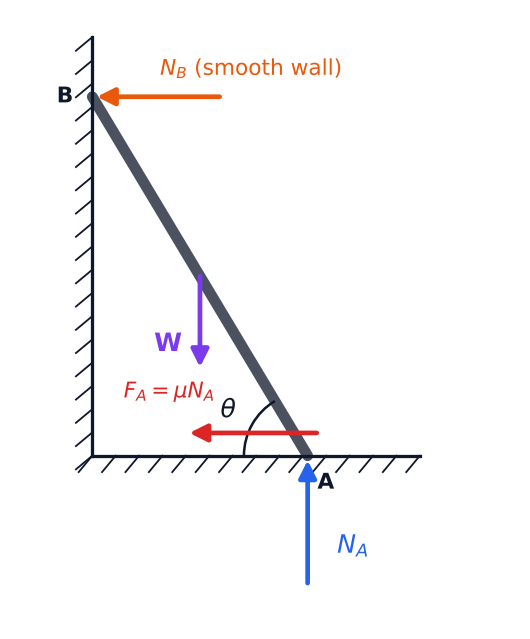 N_B (smooth wall)
B
W
F_A = μN_A
θ
A
N_A